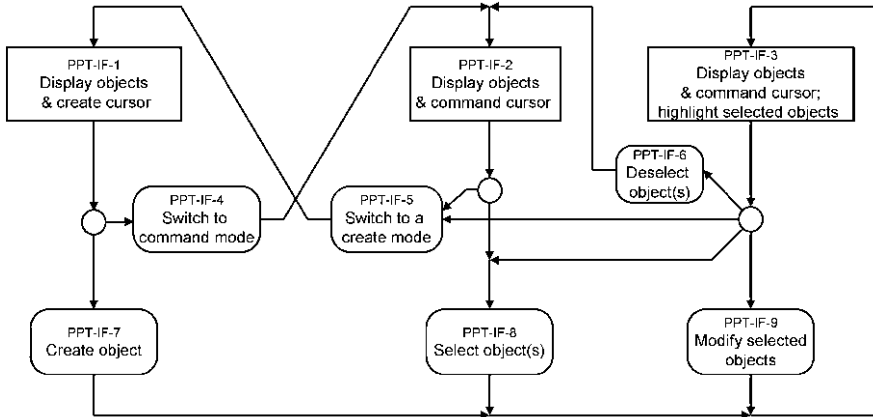 PPT-IF-1
Display objects
& create cursor
PPT-IF-2
Display objects
& command cursor
PPT-IF-3
Display objects
& command cursor;
highlight selected objects
PPT-IF-6
Deselect
object(s)
PPT-IF-4
Switch to
command mode
PPT-IF-5
Switch to a
create mode
PPT-IF-7
Create object
PPT-IF-8
Select object(s)
PPT-IF-9
Modify selected
objects